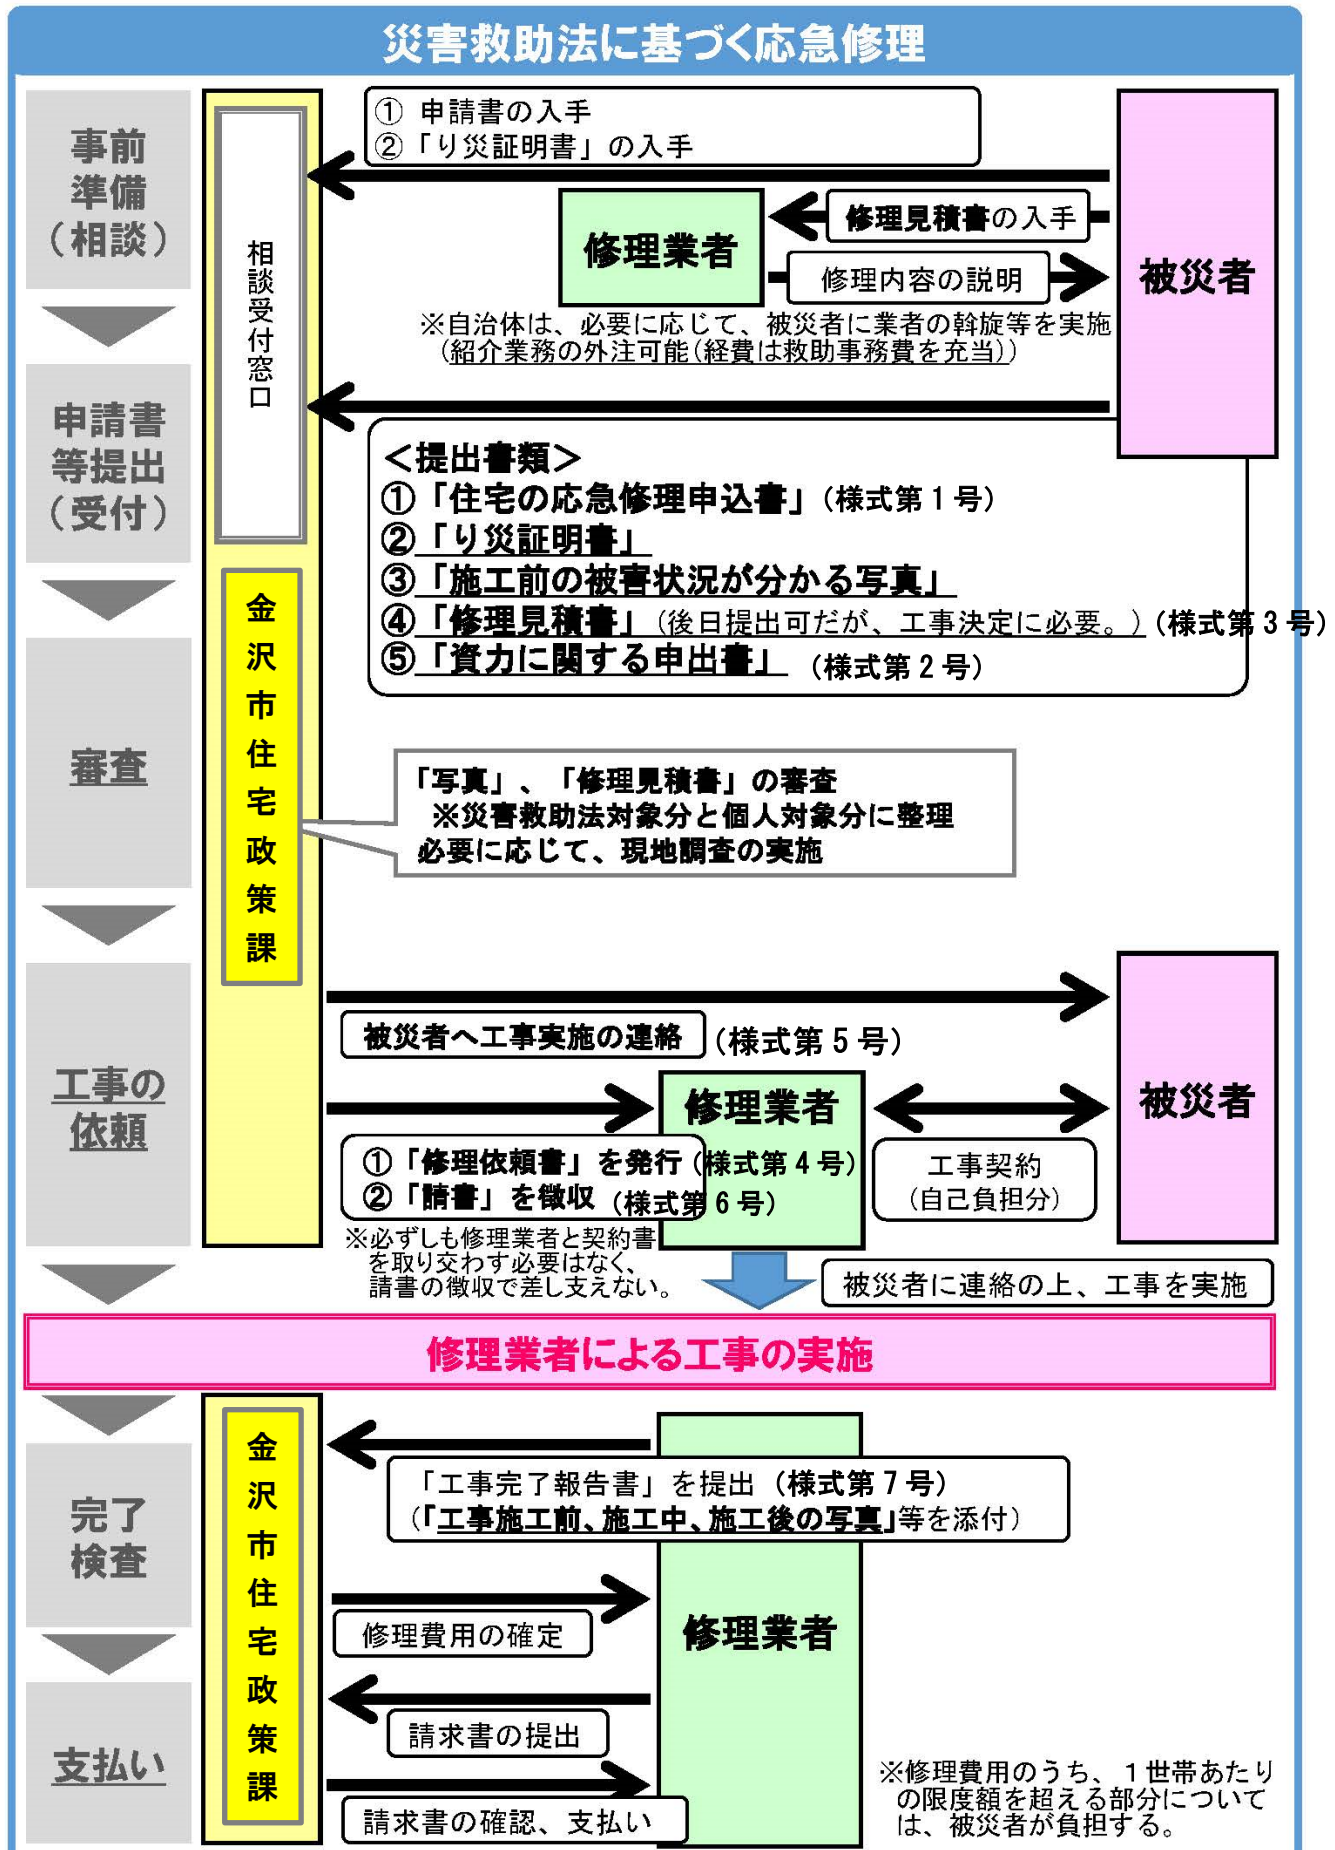 災害救助法に基づく応急修理
事前
準備
（相談）
① 申請書の入手
②「り災証明書」の入手
相談受付窓口
修理業者
修理見積書の入手
修理内容の説明
被災者
※自治体は、必要に応じて、被災者に業者の斡旋等を実施
（紹介業務の外注可能（経費は救助事務費を充当））
申請書
等提出
（受付）
＜提出書類＞
①「住宅の応急修理申込書」（様式第１号）
②「り災証明書」
③「施工前の被害状況が分かる写真」
④「修理見積書」（後日提出可だが、工事決定に必要。）（様式第３号）
⑤「資力に関する申出書」（様式第２号）
金沢市住宅政策課
審査
「写真」、「修理見積書」の審査
※災害救助法対象分と個人対象分に整理
必要に応じて、現地調査の実施
工事の
依頼
被災者へ工事実施の連絡（様式第５号）
修理業者
被災者
①「修理依頼書」を発行（様式第４号）
②「請書」を徴収（様式第６号）
工事契約
（自己負担分）
※必ずしも修理業者と契約書
を取り交わす必要はなく、
請書の徴収で差し支えない。
被災者に連絡の上、工事を実施
修理業者による工事の実施
完了
検査
金沢市住宅政策課
「工事完了報告書」を提出（様式第７号）
（「工事施工前、施工中、施工後の写真」等を添付）
修理費用の確定
修理業者
支払い
請求書の提出
請求書の確認、支払い
※修理費用のうち、１世帯あたり
の限度額を超える部分について
は、被災者が負担する。